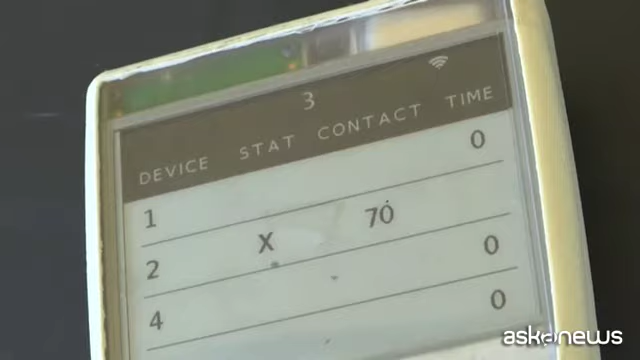 3
DEVICE STAT CONTACT TIME
1 0
2 X 70
4 0
0
askanews